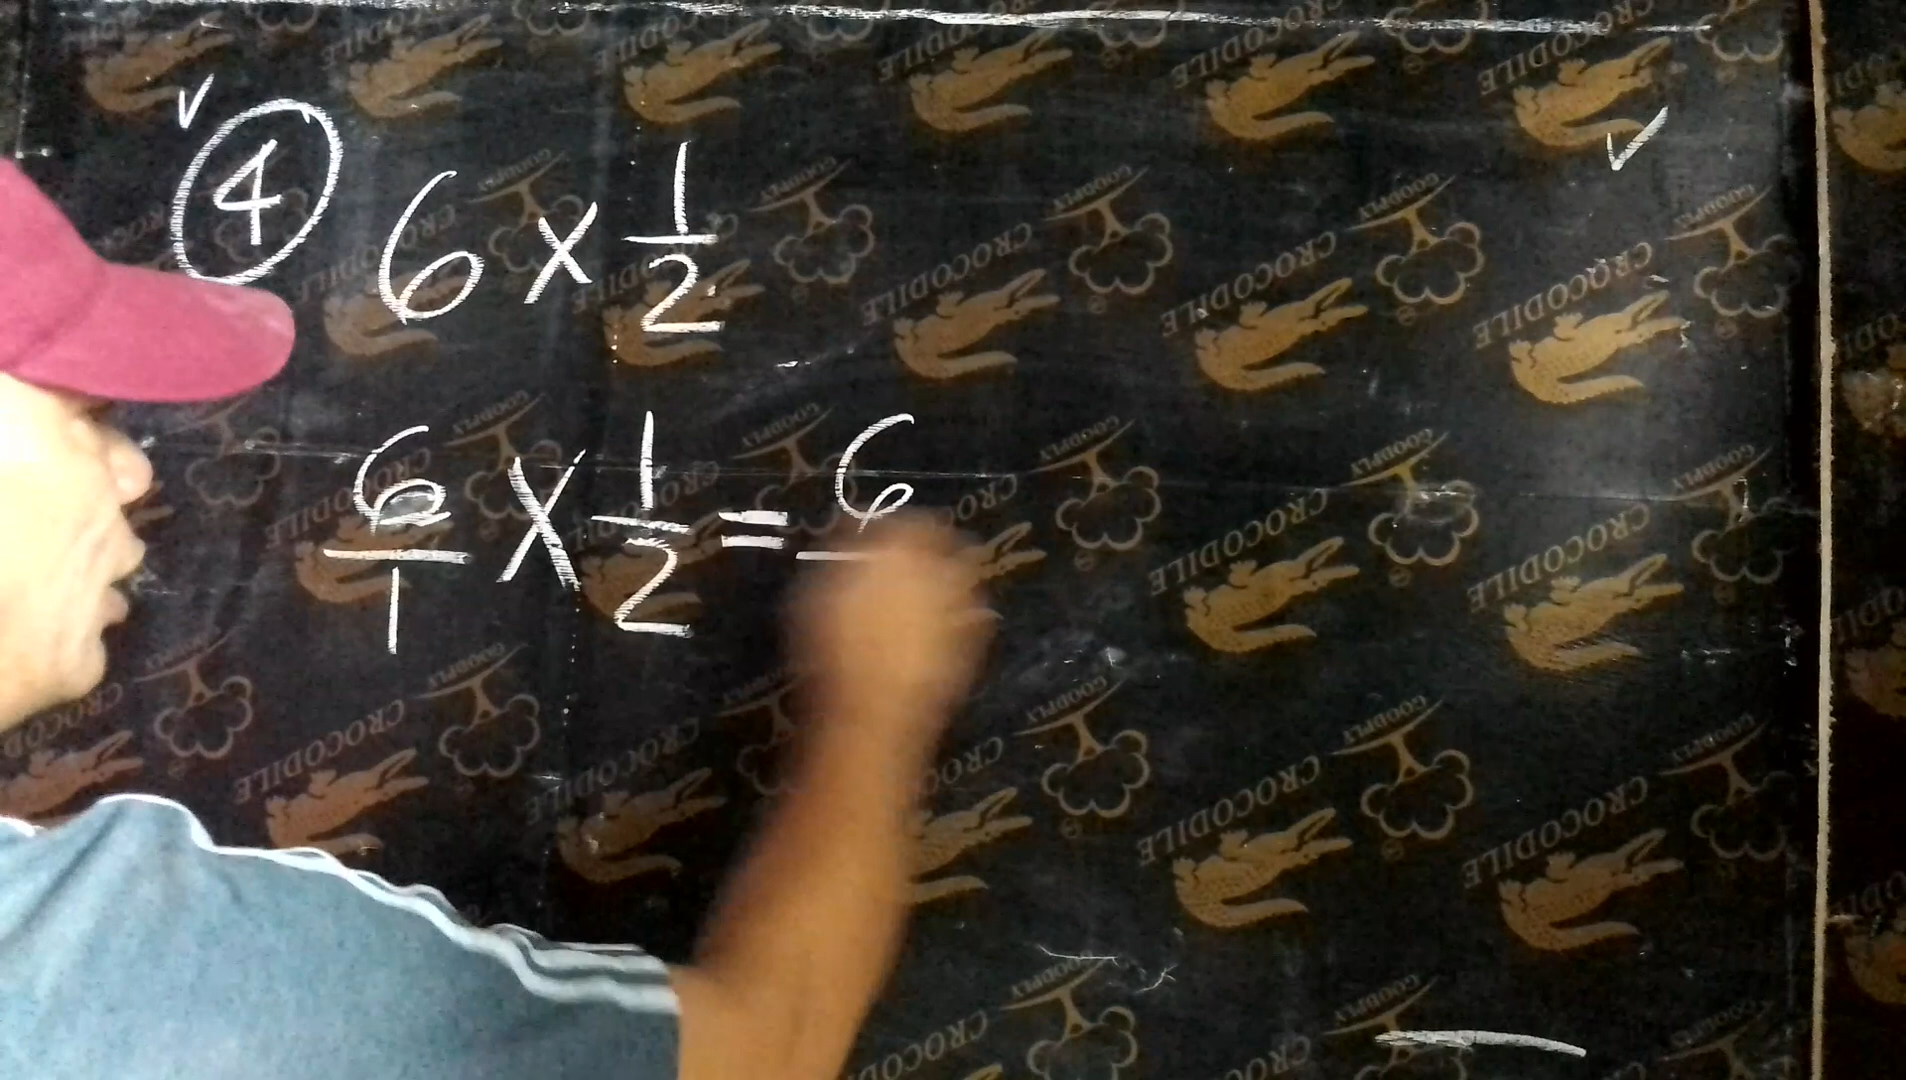 ④ 6 × 1/2
6/1 × 1/2 = 6/
CROCODILE
GOODPLY